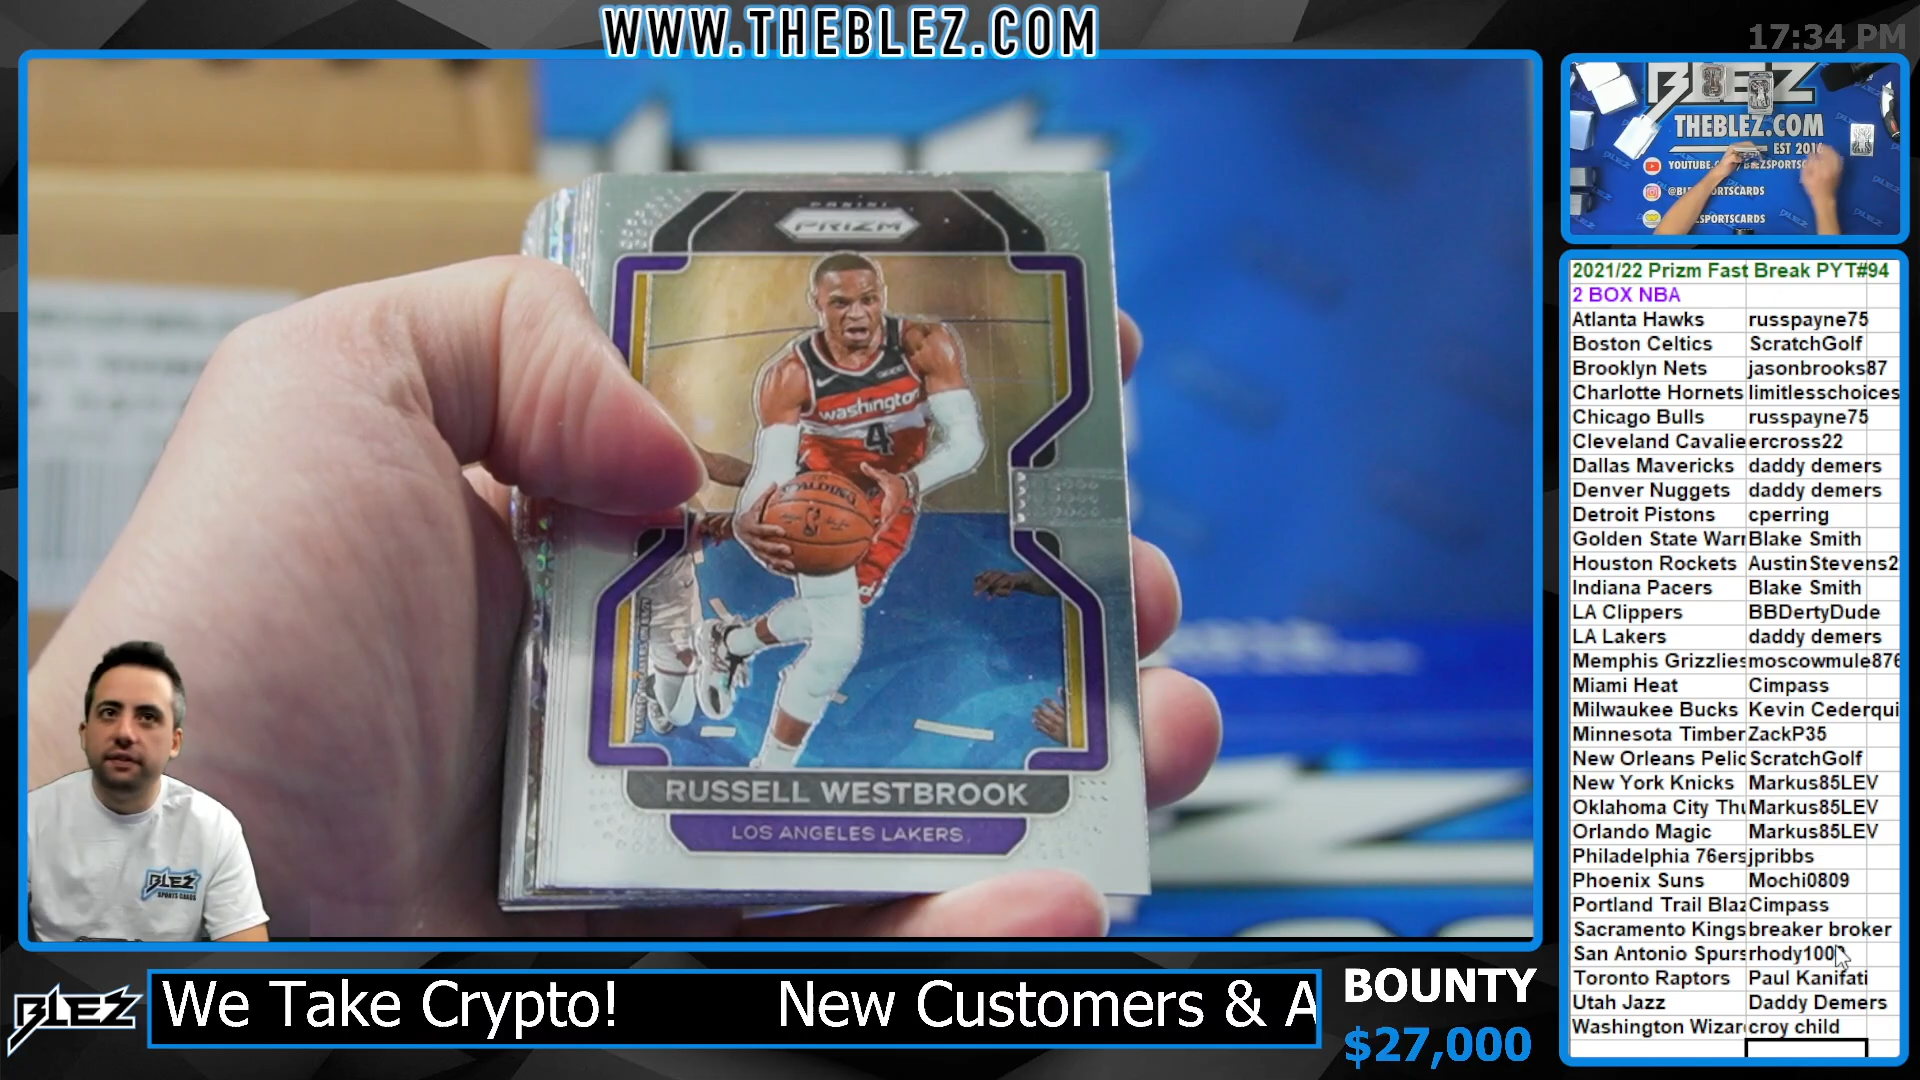 WWW.THEBLEZ.COM
17:34 PM
PANINI
PRIZM
washington
4
SPALDING
RUSSELL WESTBROOK
LOS ANGELES LAKERS
BLEZ
SPORTS CARDS
BLEZ
THEBLEZ.COM
EST 2016
2021/22 Prizm Fast Break PYT#94
2 BOX NBA
Atlanta Hawks russpayne75
Boston Celtics ScratchGolf
Brooklyn Nets jasonbrooks87
Charlotte Hornets limitlesschoices
Chicago Bulls russpayne75
Cleveland Cavalie ercross22
Dallas Mavericks daddy demers
Denver Nuggets daddy demers
Detroit Pistons cperring
Golden State Warr Blake Smith
Houston Rockets AustinStevens2
Indiana Pacers Blake Smith
LA Clippers BBDertyDude
LA Lakers daddy demers
Memphis Grizzlies moscowmule876
Miami Heat Cimpass
Milwaukee Bucks Kevin Cederqui
Minnesota Timber ZackP35
New Orleans Pelic ScratchGolf
New York Knicks Markus85LEV
Oklahoma City Thu Markus85LEV
Orlando Magic Markus85LEV
Philadelphia 76ers jpribbs
Phoenix Suns Mochi0809
Portland Trail Blaz Cimpass
Sacramento Kings breaker broker
San Antonio Spurs
Toronto Raptors Paul Kanifati
Utah Jazz Daddy Demers
Washington Wizar croy child
BLEZ
We Take Crypto! New Customers & A
BOUNTY
$27,000